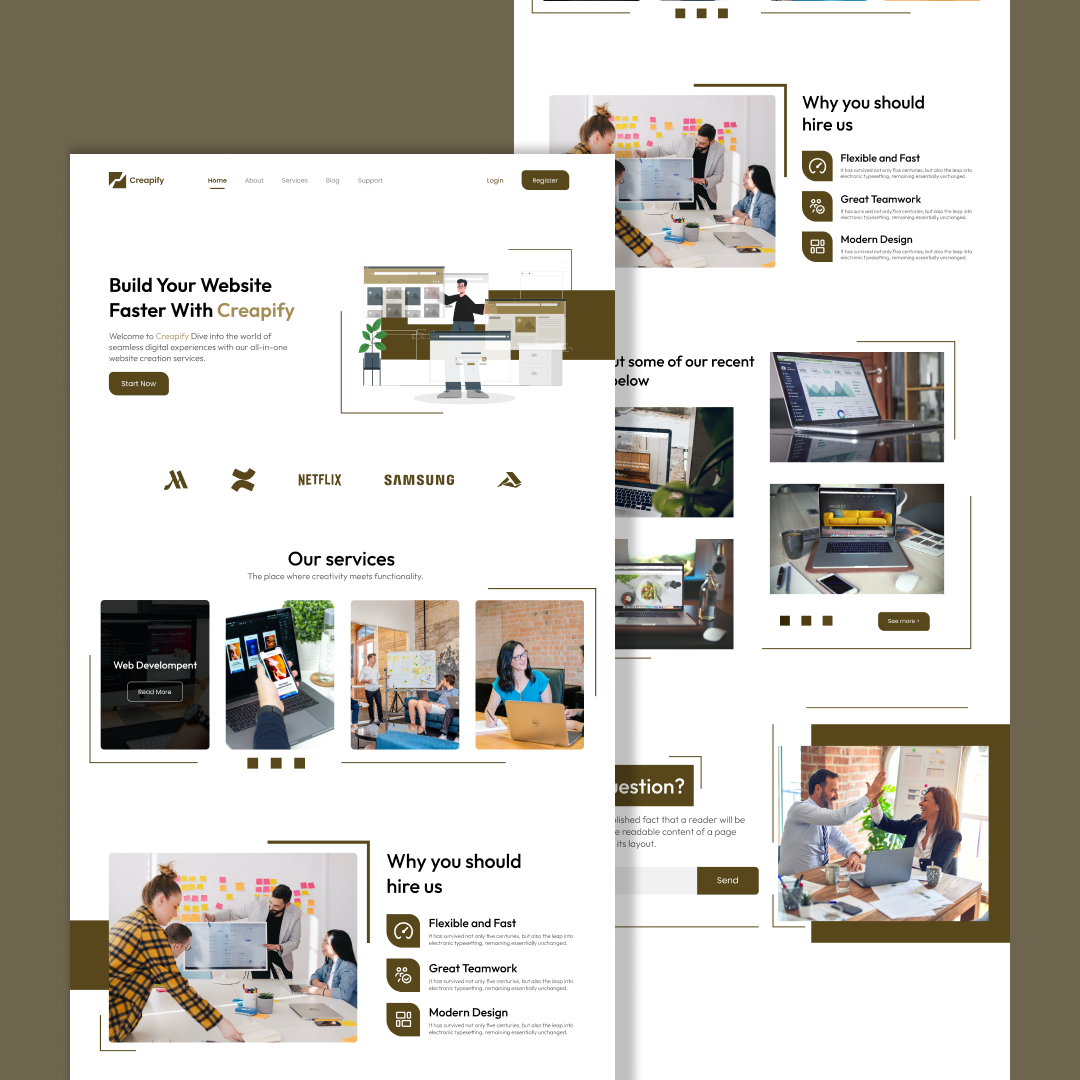 Creapify
Home
About
Services
Blog
Support
Login
Register
Build Your Website
Faster With Creapify
Welcome to Creapify Dive into the world of
seamless digital experiences with our all-in-one
website creation services.
Start Now
NETFLIX
SAMSUNG
Our services
The place where creativity meets functionality.
Web Develompent
Read More
Why you should
hire us
Flexible and Fast
It has survived not only five centuries, but also the leap into
electronic typesetting, remaining essentially unchanged.
Great Teamwork
It has survived not only five centuries, but also the leap into
electronic typesetting, remaining essentially unchanged.
Modern Design
It has survived not only five centuries, but also the leap into
electronic typesetting, remaining essentially unchanged.
Why you should
hire us
Flexible and Fast
It has survived not only five centuries, but also the leap into
electronic typesetting, remaining essentially unchanged.
Great Teamwork
It has survived not only five centuries, but also the leap into
electronic typesetting, remaining essentially unchanged.
Modern Design
It has survived not only five centuries, but also the leap into
electronic typesetting, remaining essentially unchanged.
ut some of our recent
below
See more ›
uestion?
blished fact that a reader will be
e readable content of a page
its layout.
Send